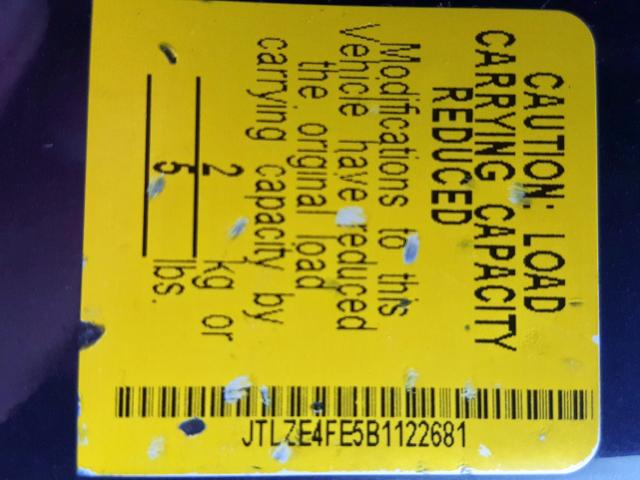 CAUTION: LOAD
CARRYING CAPACITY
REDUCED
Modifications to this
vehicle have reduced
the original load
carrying capacity by
2 kg or
5 lbs.
JTLZE4FE5B1122681